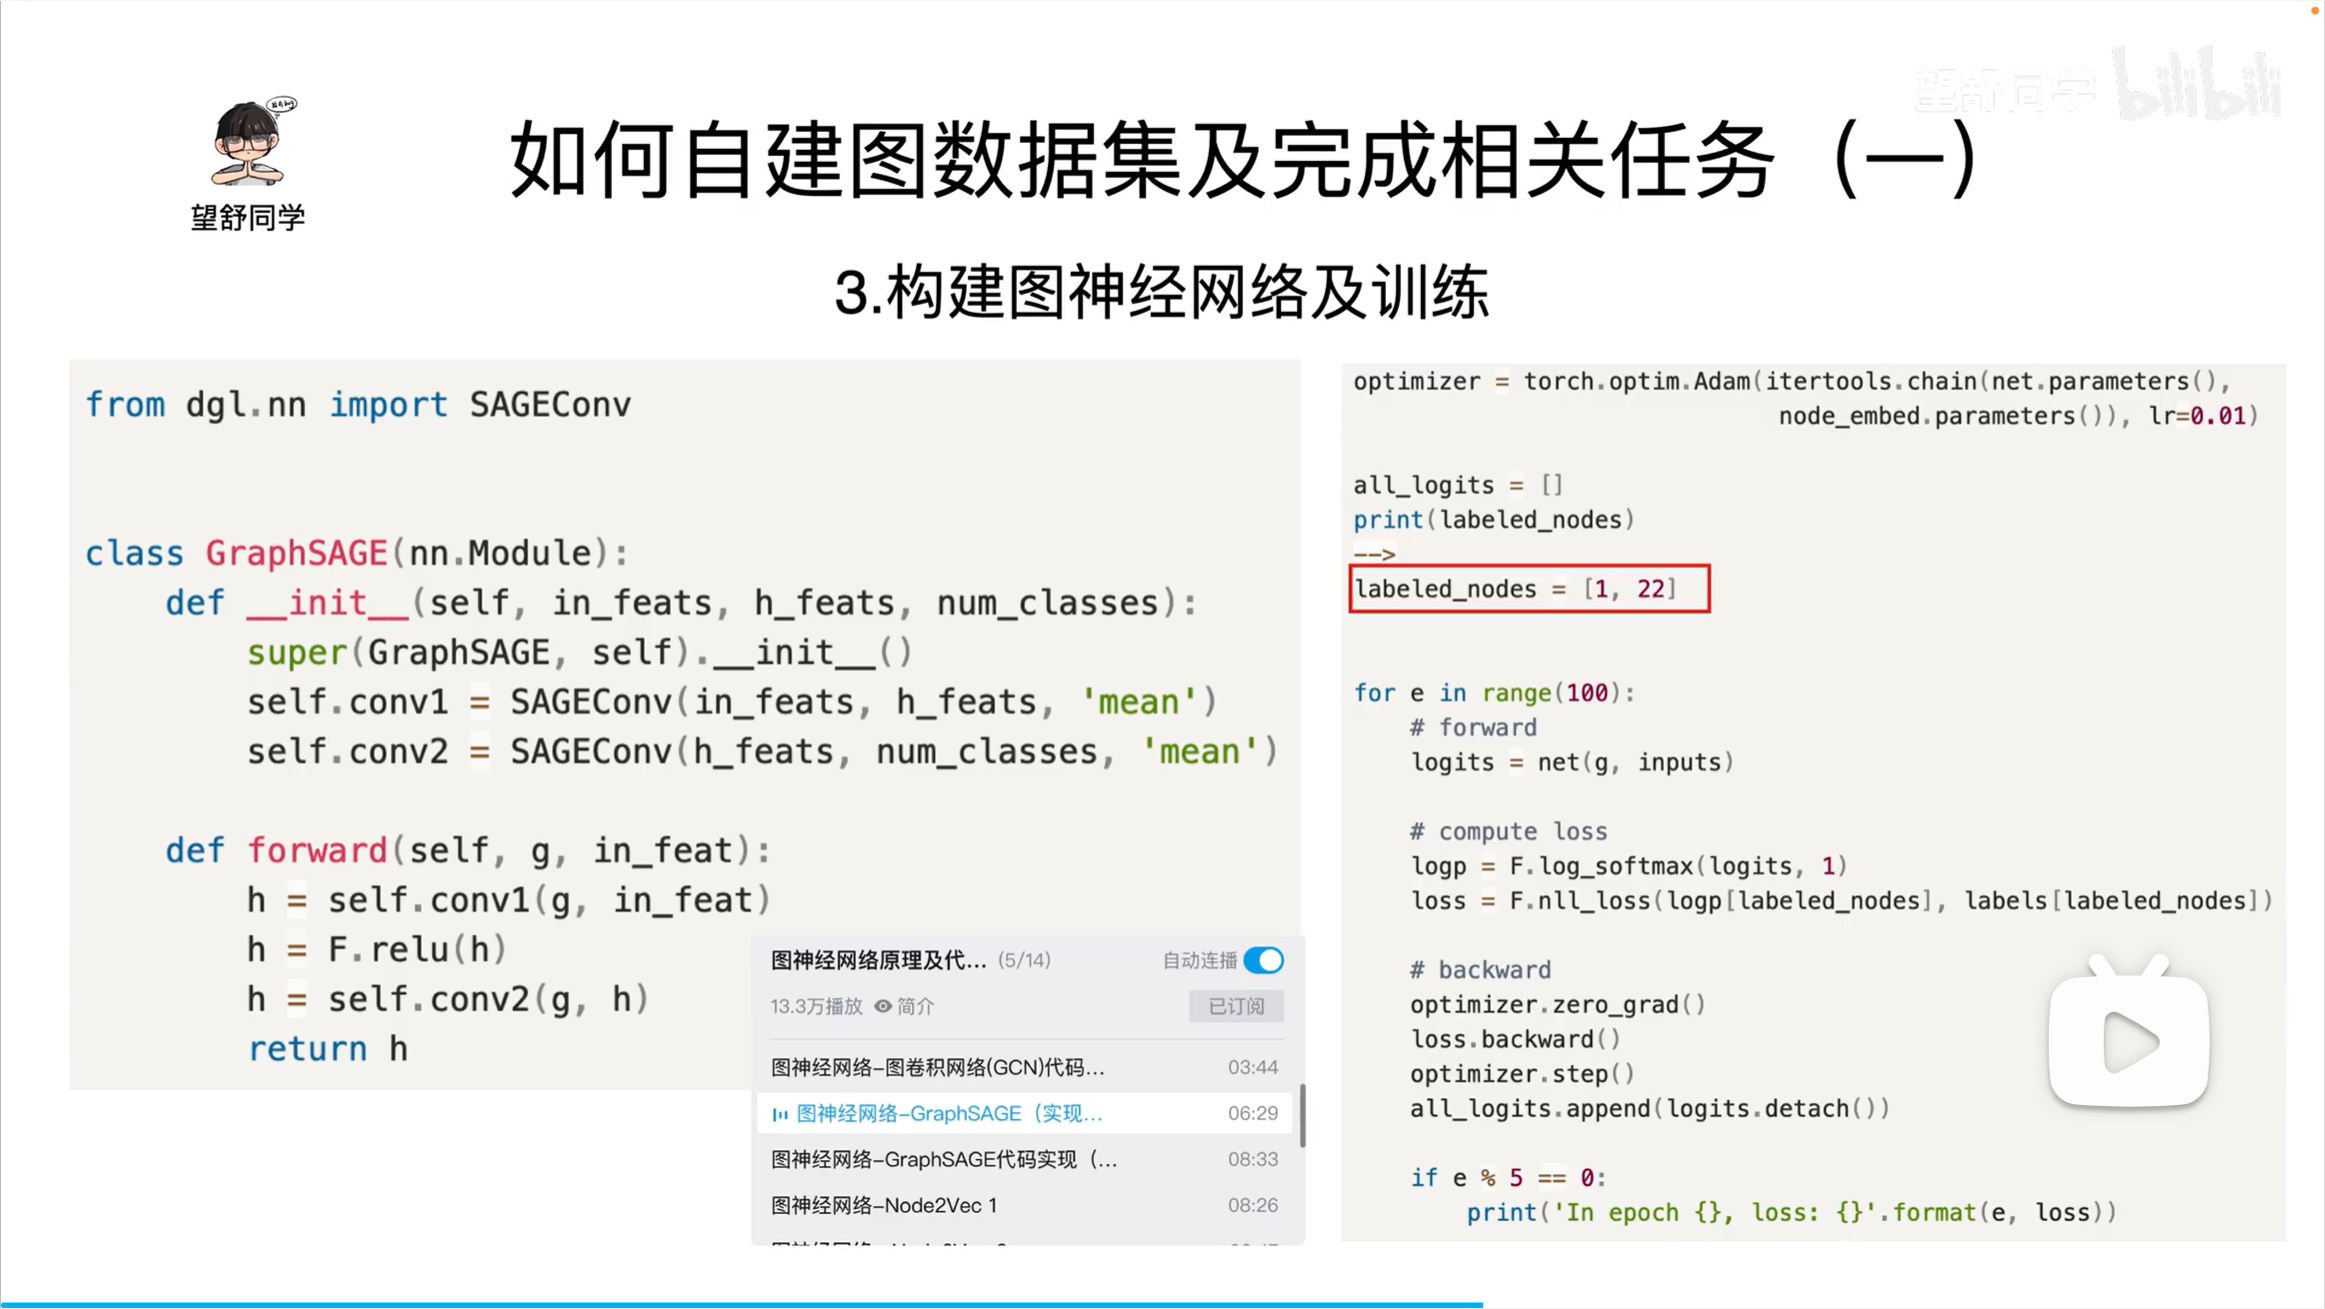 望舒同学 bilibili
如何自建图数据集及完成相关任务（一）
望舒同学
3.构建图神经网络及训练
from dgl.nn import SAGEConv
class GraphSAGE(nn.Module):
    def __init__(self, in_feats, h_feats, num_classes):
        super(GraphSAGE, self).__init__()
        self.conv1 = SAGEConv(in_feats, h_feats, 'mean')
        self.conv2 = SAGEConv(h_feats, num_classes, 'mean')
    def forward(self, g, in_feat):
        h = self.conv1(g, in_feat)
        h = F.relu(h)
        h = self.conv2(g, h)
        return h
optimizer = torch.optim.Adam(itertools.chain(net.parameters(),
                              node_embed.parameters()), lr=0.01)
all_logits = []
print(labeled_nodes)
-->
labeled_nodes = [1, 22]
for e in range(100):
    # forward
    logits = net(g, inputs)
    # compute loss
    logp = F.log_softmax(logits, 1)
    loss = F.nll_loss(logp[labeled_nodes], labels[labeled_nodes])
    # backward
    optimizer.zero_grad()
    loss.backward()
    optimizer.step()
    all_logits.append(logits.detach())
    if e % 5 == 0:
        print('In epoch {}, loss: {}'.format(e, loss))
图神经网络原理及代... (5/14) 自动连播
13.3万播放 简介 已订阅
图神经网络-图卷积网络(GCN)代码... 03:44
图神经网络-GraphSAGE（实现... 06:29
图神经网络-GraphSAGE代码实现（... 08:33
图神经网络-Node2Vec 1 08:26